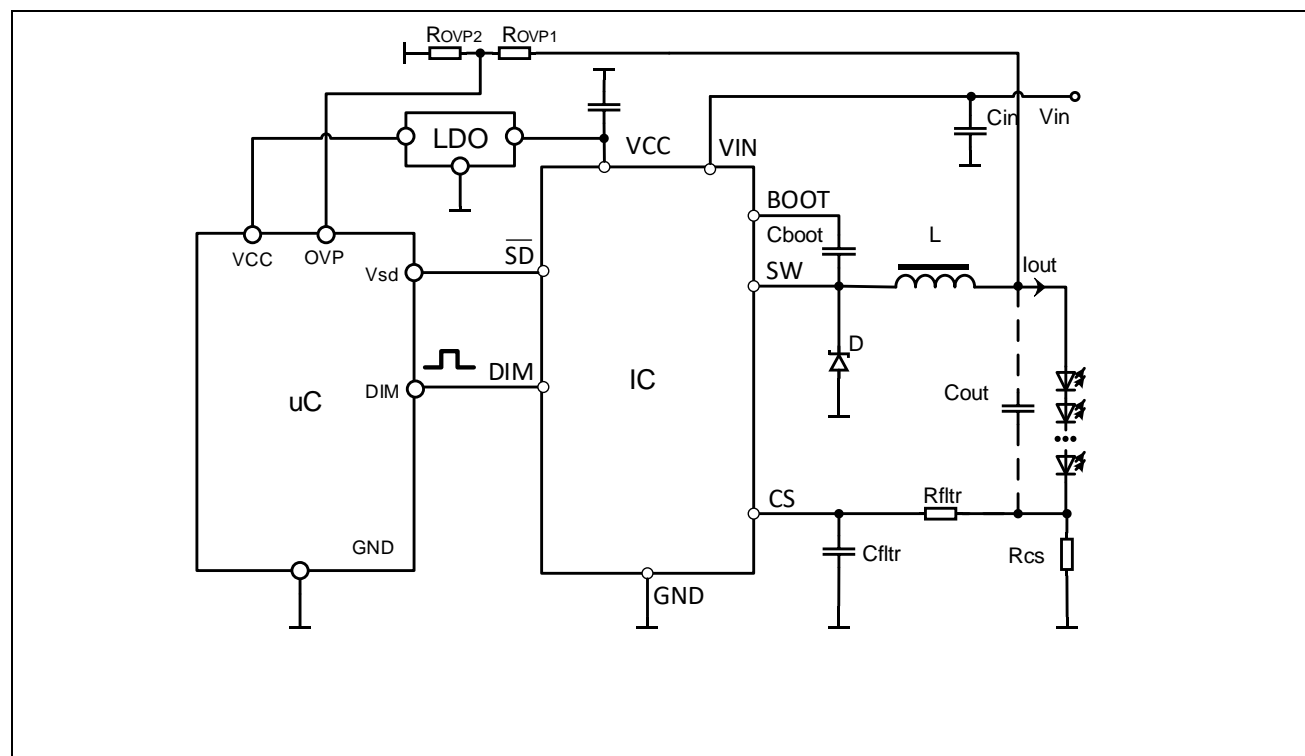 ROVP2 ROVP1
Cin Vin
LDO
VCC VIN
BOOT
Cboot L
VCC OVP
SD
SW
Iout
Vsd
D
DIM
IC
DIM
uC
Cout
CS Rfltr
GND
Cfltr
Rcs
GND